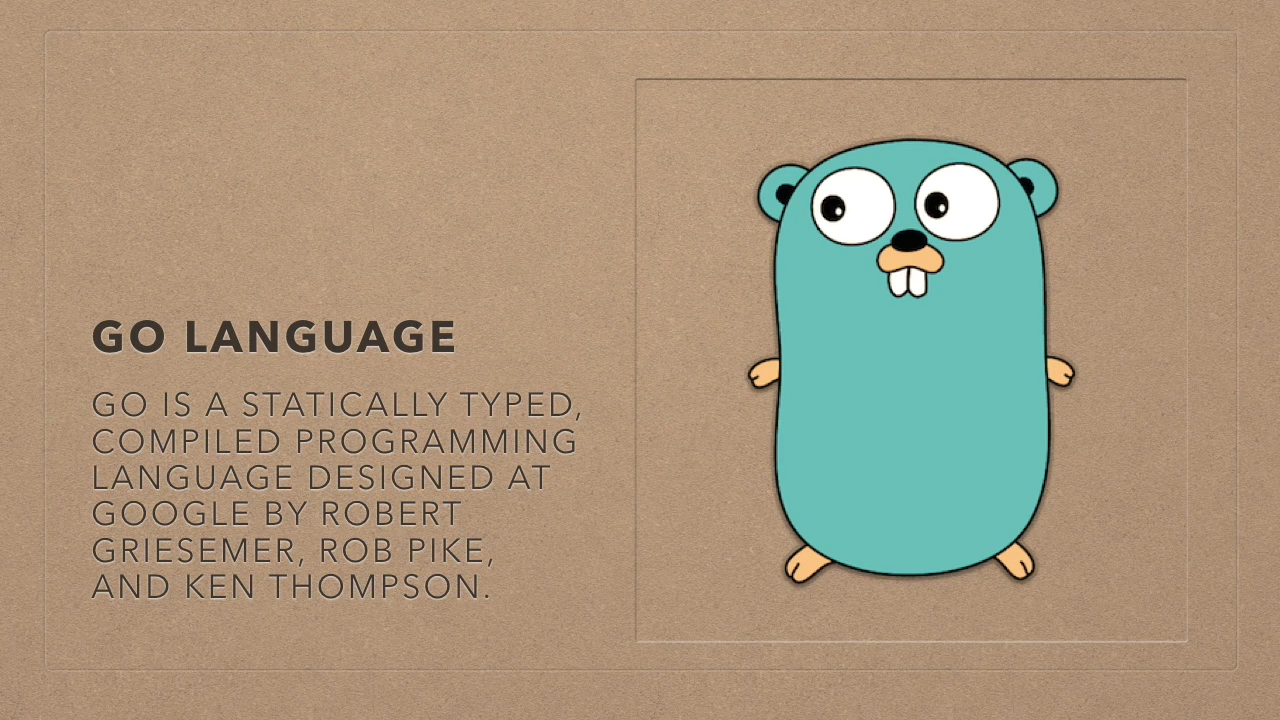 GO LANGUAGE
GO IS A STATICALLY TYPED,
COMPILED PROGRAMMING
LANGUAGE DESIGNED AT
GOOGLE BY ROBERT
GRIESEMER, ROB PIKE,
AND KEN THOMPSON.